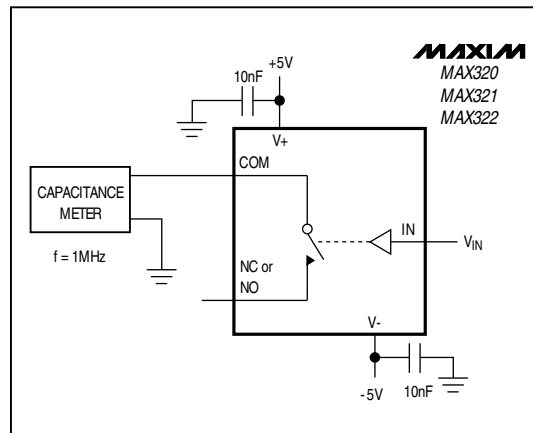 MAXIM
MAX320
MAX321
MAX322
+5V
10nF
V+
COM
CAPACITANCE
METER
f = 1MHz
IN
VIN
NC or
NO
V-
10nF
-5V